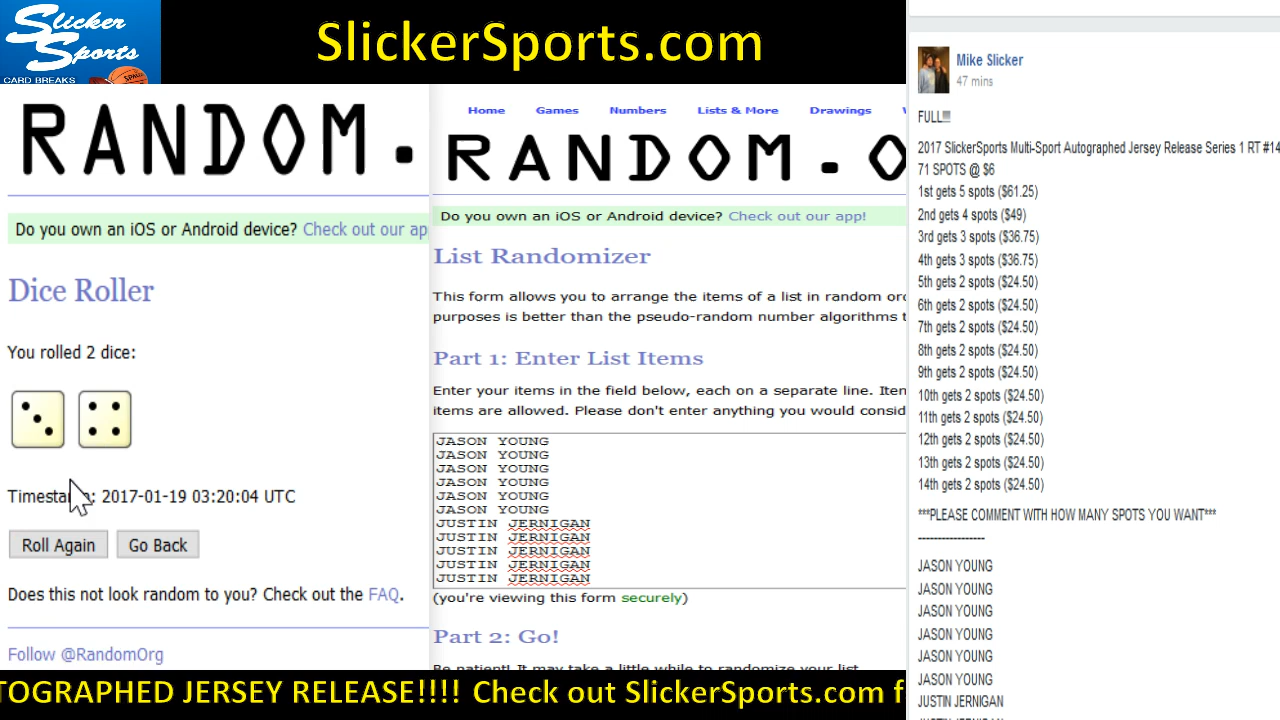 Slicker
Sports
CARD BREAKS
SPALDING
SlickerSports.com
RANDOM.
Do you own an iOS or Android device? Check out our ap
Dice Roller
You rolled 2 dice:
Timestamp: 2017-01-19 03:20:04 UTC
Roll Again
Go Back
Does this not look random to you? Check out the FAQ.
Follow @RandomOrg
Home Games Numbers Lists & More Drawings
RANDOM.O
Do you own an iOS or Android device? Check out our app!
List Randomizer
This form allows you to arrange the items of a list in random or
purposes is better than the pseudo-random number algorithms t
Part 1: Enter List Items
Enter your items in the field below, each on a separate line. Iten
items are allowed. Please don't enter anything you would consid
JASON YOUNG
JASON YOUNG
JASON YOUNG
JASON YOUNG
JASON YOUNG
JASON YOUNG
JUSTIN JERNIGAN
JUSTIN JERNIGAN
JUSTIN JERNIGAN
JUSTIN JERNIGAN
JUSTIN JERNIGAN
(you're viewing this form securely)
Part 2: Go!
Be patient! It may take a little while to randomize your list
Mike Slicker
47 mins
FULL!!!!
2017 SlickerSports Multi-Sport Autographed Jersey Release Series 1 RT #14
71 SPOTS @ $6
1st gets 5 spots ($61.25)
2nd gets 4 spots ($49)
3rd gets 3 spots ($36.75)
4th gets 3 spots ($36.75)
5th gets 2 spots ($24.50)
6th gets 2 spots ($24.50)
7th gets 2 spots ($24.50)
8th gets 2 spots ($24.50)
9th gets 2 spots ($24.50)
10th gets 2 spots ($24.50)
11th gets 2 spots ($24.50)
12th gets 2 spots ($24.50)
13th gets 2 spots ($24.50)
14th gets 2 spots ($24.50)
***PLEASE COMMENT WITH HOW MANY SPOTS YOU WANT***
-----------------
JASON YOUNG
JASON YOUNG
JASON YOUNG
JASON YOUNG
JASON YOUNG
JASON YOUNG
JUSTIN JERNIGAN
TOGRAPHED JERSEY RELEASE!!!! Check out SlickerSports.com f